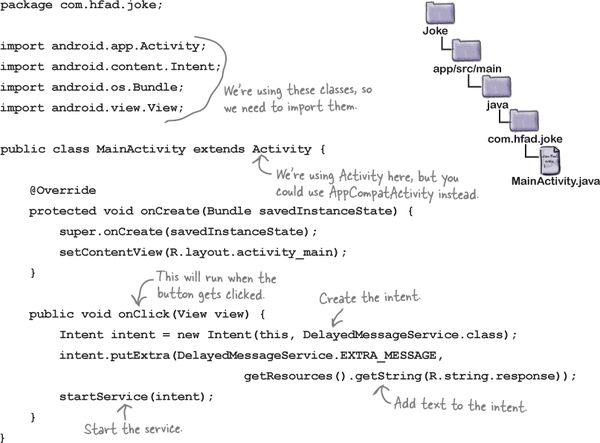 package com.hfad.joke;
import android.app.Activity;
import android.content.Intent;
import android.os.Bundle;
import android.view.View;
We're using these classes, so
we need to import them.
Joke
app/src/main
java
com.hfad.joke
MainActivity.java
public class MainActivity extends Activity {
We're using Activity here, but you
could use AppCompatActivity instead.
@Override
protected void onCreate(Bundle savedInstanceState) {
super.onCreate(savedInstanceState);
setContentView(R.layout.activity_main);
}
This will run when the
button gets clicked.
public void onClick(View view) {
Create the intent.
Intent intent = new Intent(this, DelayedMessageService.class);
intent.putExtra(DelayedMessageService.EXTRA_MESSAGE,
getResources().getString(R.string.response));
startService(intent);
Add text to the intent.
}
Start the service.
}